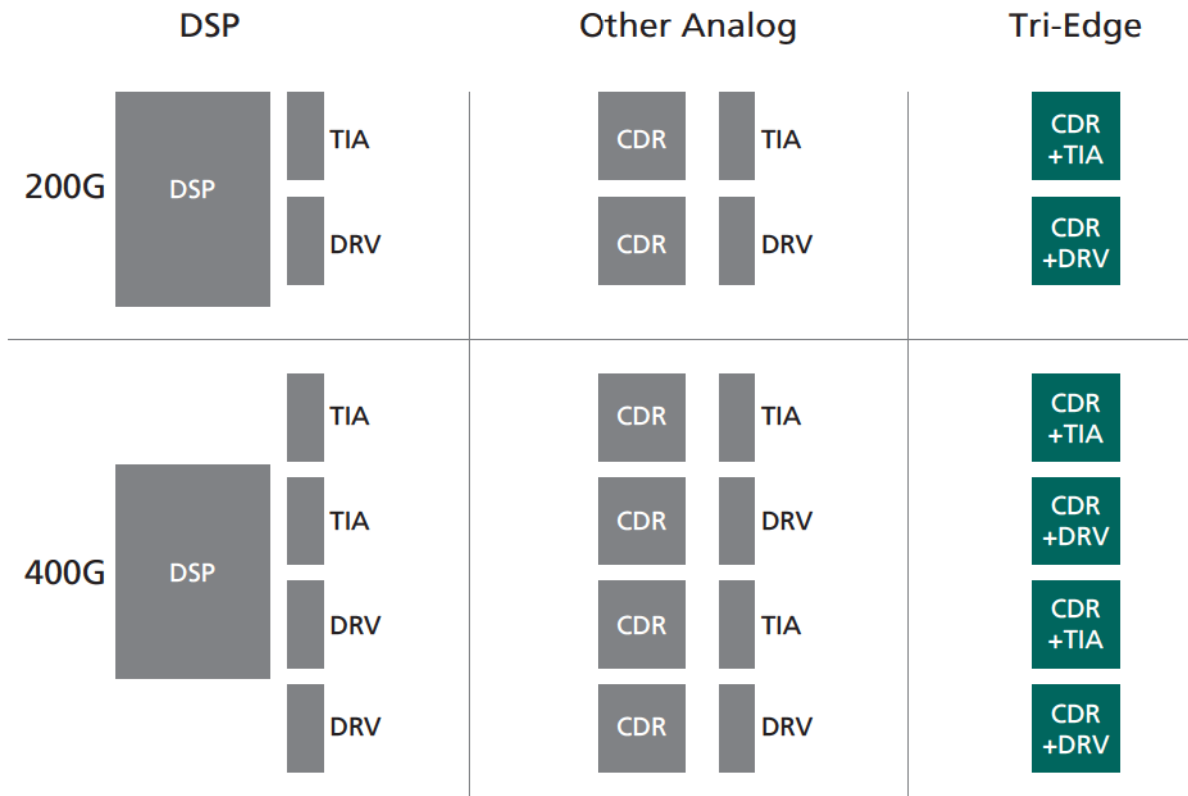 DSP
Other Analog
Tri-Edge
200G
DSP
TIA
DRV
CDR
TIA
CDR
DRV
CDR
+TIA
CDR
+DRV
400G
DSP
TIA
TIA
DRV
DRV
CDR
TIA
CDR
DRV
CDR
TIA
CDR
DRV
CDR
+TIA
CDR
+DRV
CDR
+TIA
CDR
+DRV